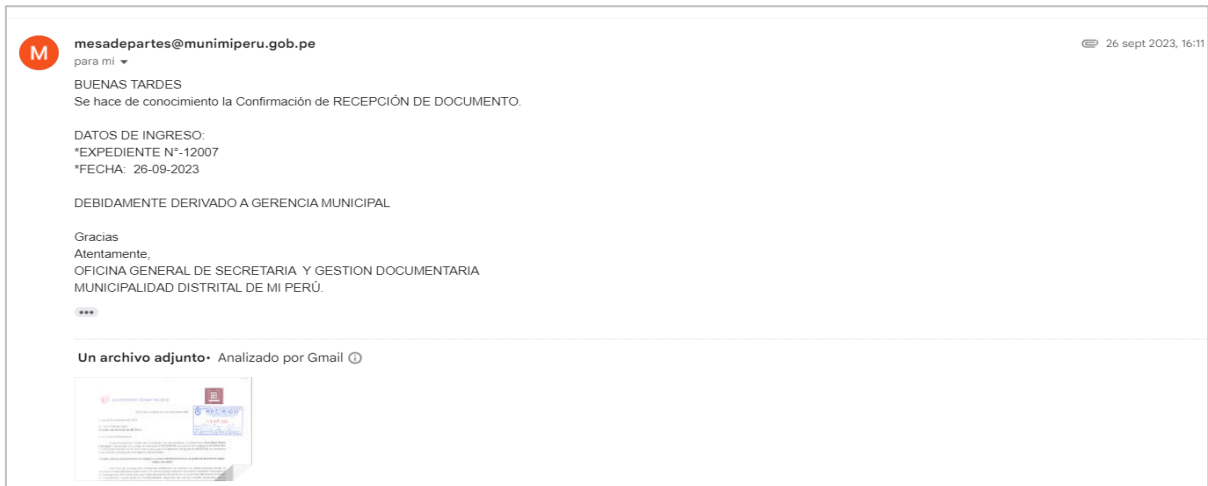 M
mesadepartes@munimiperu.gob.pe
26 sept 2023, 16:11
para mí
BUENAS TARDES
Se hace de conocimiento la Confirmación de RECEPCIÓN DE DOCUMENTO.
DATOS DE INGRESO:
*EXPEDIENTE N°-12007
*FECHA: 26-09-2023
DEBIDAMENTE DERIVADO A GERENCIA MUNICIPAL
Gracias
Atentamente,
OFICINA GENERAL DE SECRETARIA Y GESTION DOCUMENTARIA
MUNICIPALIDAD DISTRITAL DE MI PERÚ.
Un archivo adjunto• Analizado por Gmail
RECIBIDO